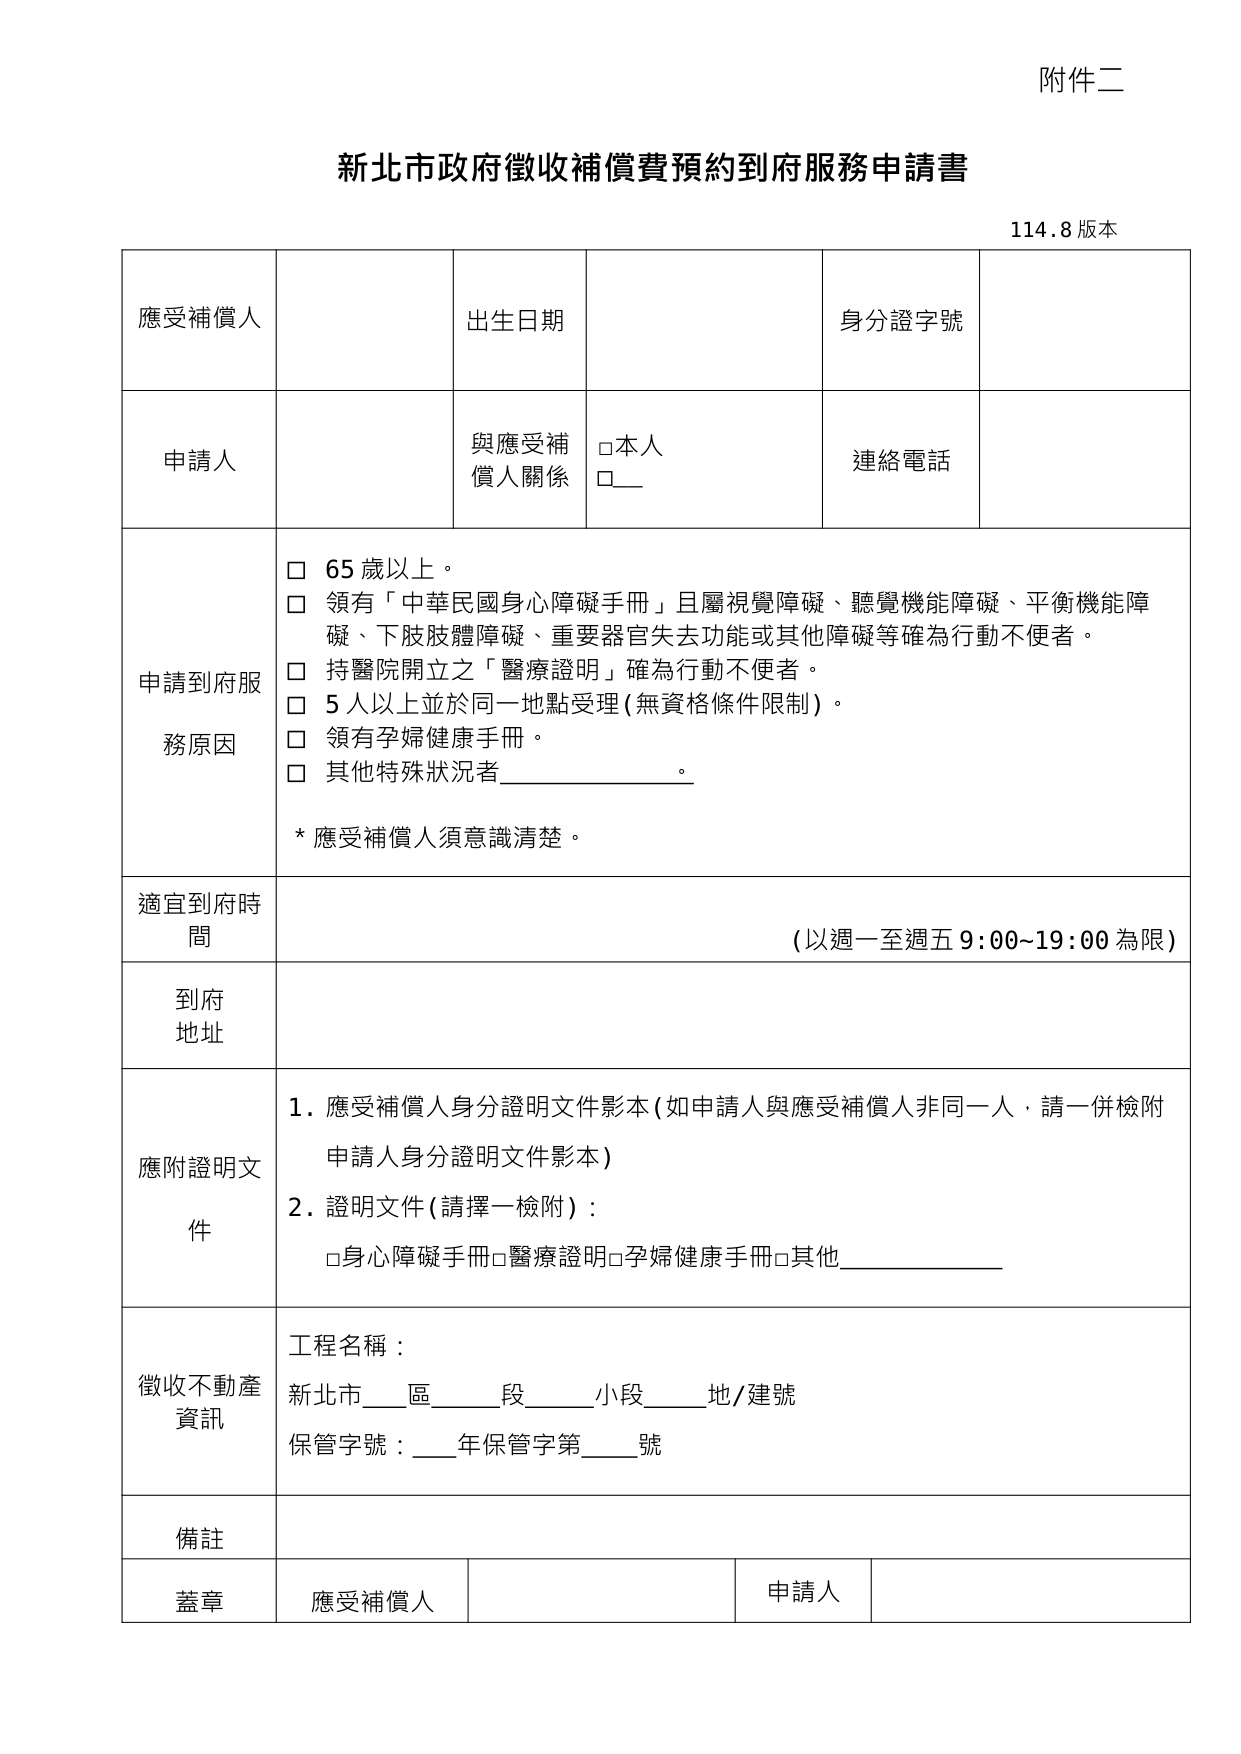 附件二
新北市政府徵收補償費預約到府服務申請書
114.8版本
應受補償人
出生日期
身分證字號
申請人
與應受補
償人關係
□本人
□__
連絡電話
申請到府服
務原因
□ 65歲以上。
□ 領有「中華民國身心障礙手冊」且屬視覺障礙、聽覺機能障礙、平衡機能障
礙、下肢肢體障礙、重要器官失去功能或其他障礙等確為行動不便者。
□ 持醫院開立之「醫療證明」確為行動不便者。
□ 5人以上並於同一地點受理(無資格條件限制)。
□ 領有孕婦健康手冊。
□ 其他特殊狀況者______________。
*應受補償人須意識清楚。
適宜到府時
間
(以週一至週五9:00~19:00為限)
到府
地址
應附證明文
件
1. 應受補償人身分證明文件影本(如申請人與應受補償人非同一人，請一併檢附
申請人身分證明文件影本)
2. 證明文件(請擇一檢附)：
□身心障礙手冊□醫療證明□孕婦健康手冊□其他_____________
徵收不動產
資訊
工程名稱：
新北市___區_____段_____小段_____地/建號
保管字號：___年保管字第____號
備註
蓋章
應受補償人
申請人